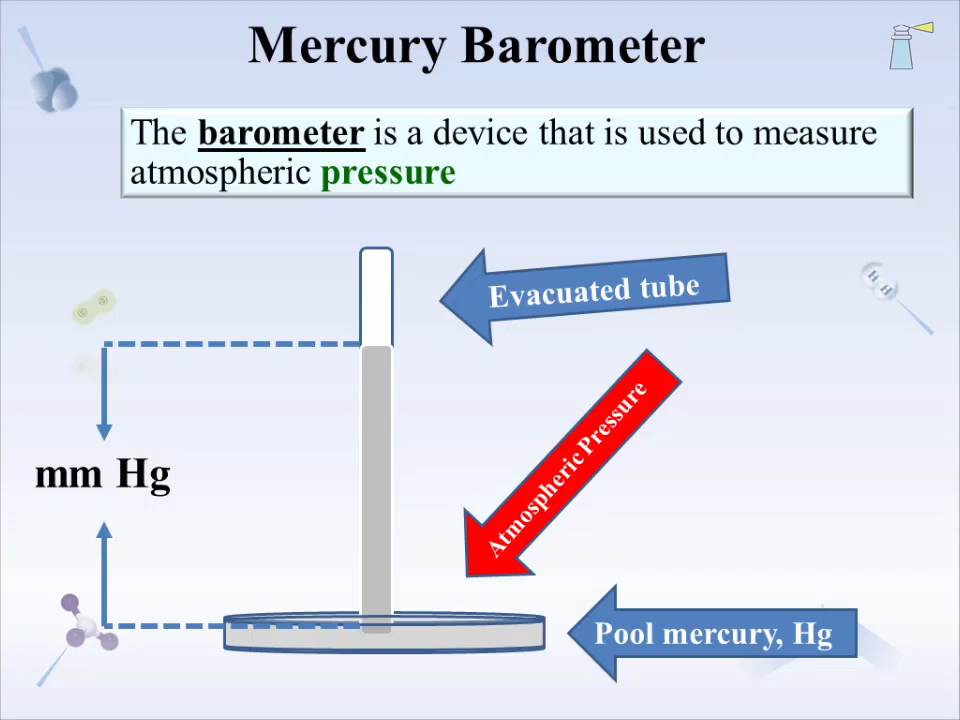 Mercury Barometer
The barometer is a device that is used to measure
atmospheric pressure
Evacuated tube
H H
Atmospheric Pressure
mm Hg
Pool mercury, Hg